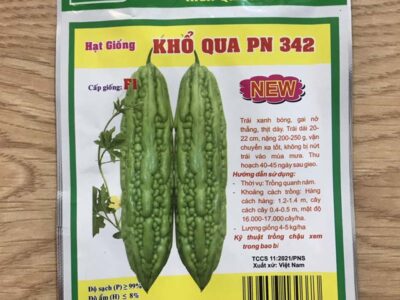 Hạt Giống KHỔ QUA PN 342
Cấp giống: F1
NEW
Trái xanh bóng, gai nở
thẳng, thịt dày. Trái dài 20-
22 cm, nặng 200-250 g, vận
chuyển xa tốt, không bị nứt
trái vào mùa mưa. Thu
hoạch 40-45 ngày sau gieo.
Hướng dẫn sử dụng:
- Thời vụ: Trồng quanh năm.
- Khoảng cách trồng: Hàng
cách hàng: 1.2-1.4 m, cây
cách cây 0.4-0.5 m, mật độ
16.000-17.000 cây/ha.
- Lượng giống 4-5 kg/ha
Kỹ thuật trồng chậu xem
trong bao bì
TCCS 11:2021/PNS
Xuất xứ: Việt Nam
Độ sạch (P) ≥ 99%
Độ ẩm (H) ≤ 8%